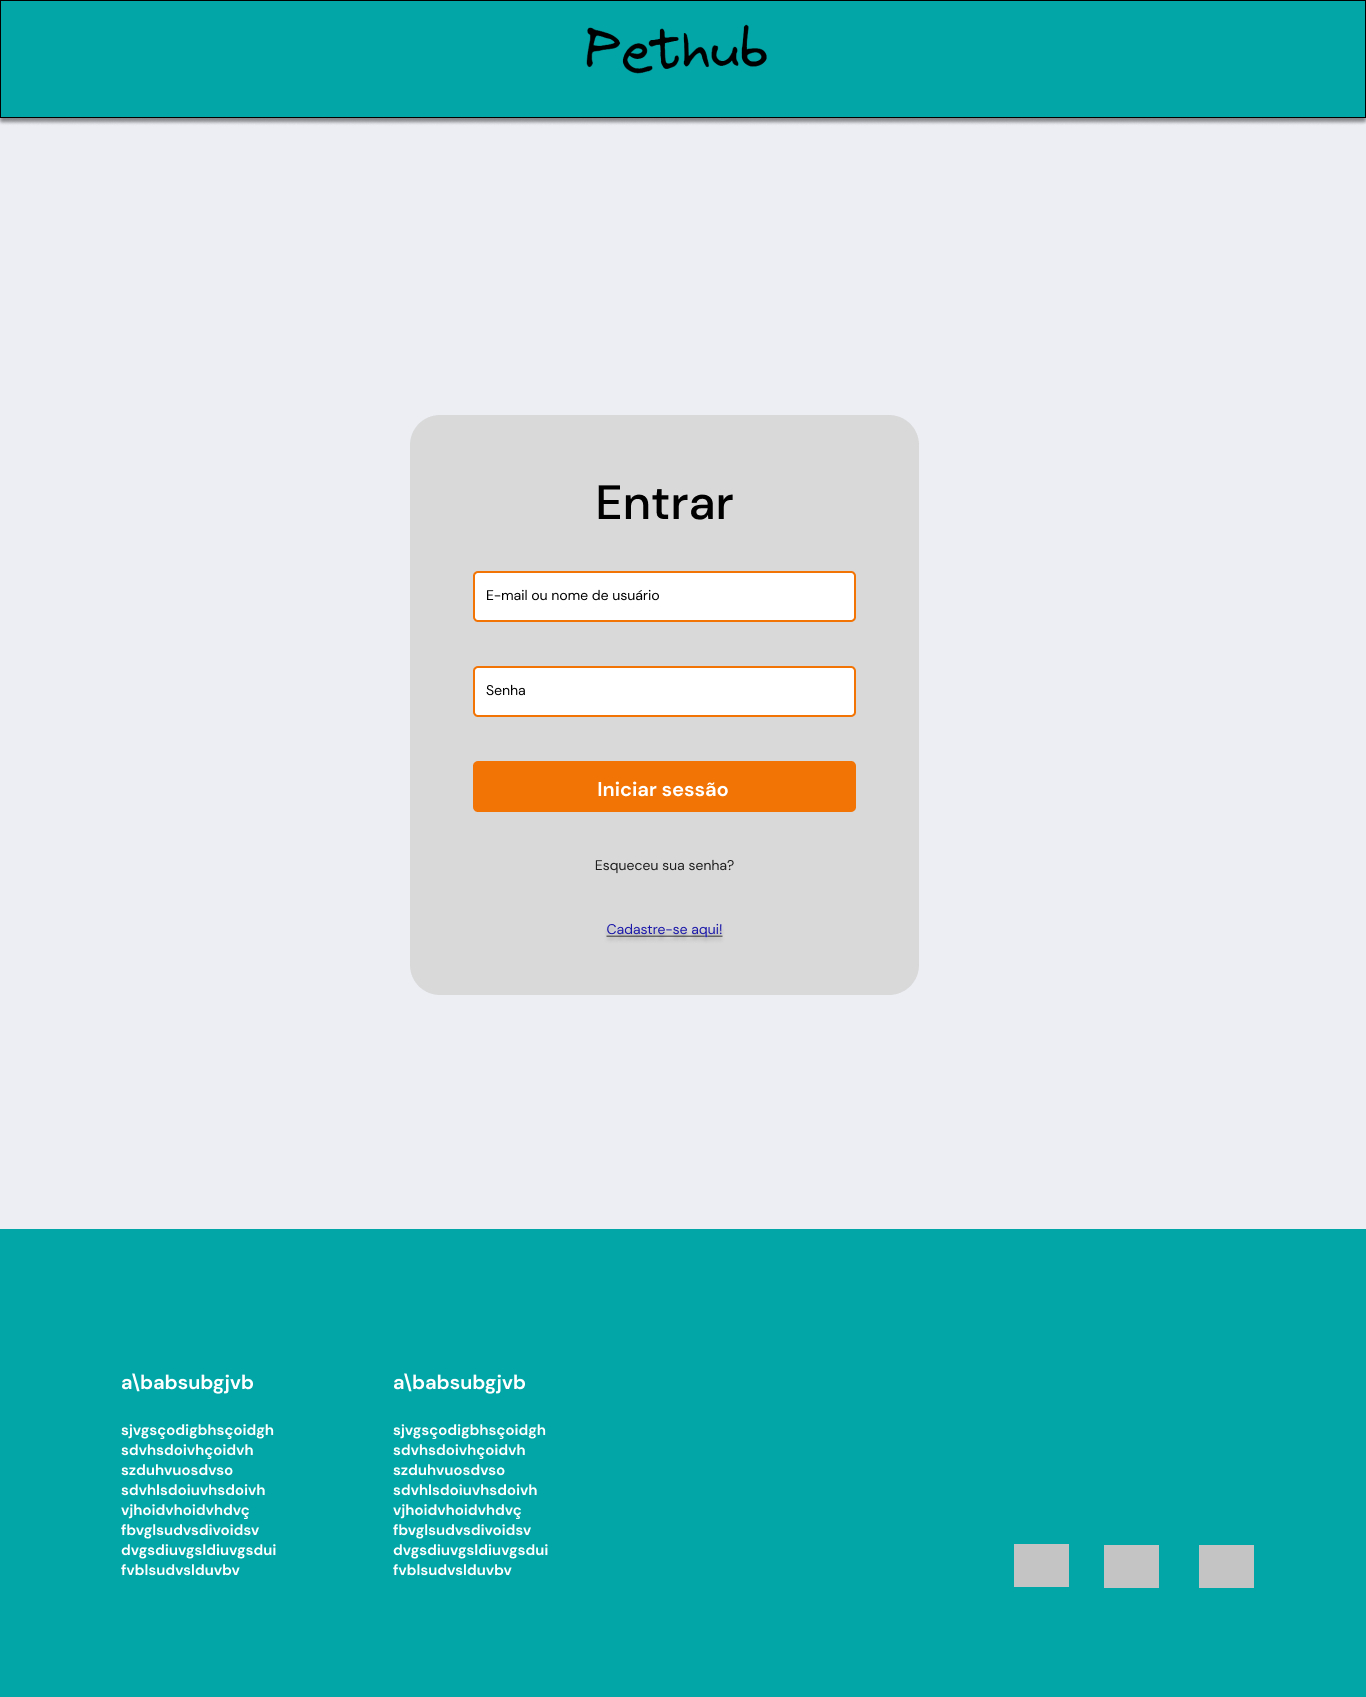 Pethub
Entrar
E-mail ou nome de usuário
Senha
Iniciar sessão
Esqueceu sua senha?
Cadastre-se aqui!
a\babsubgjvb
sjvgsçodigbhsçoidgh
sdvhsdoivhçoidvh
szduhvuosdvso
sdvhlsdoiuvhsdoivh
vjhoidvhoidvhdvç
fbvglsudvsdivoidsv
dvgsdiuvgsldiuvgsdui
fvblsudvslduvbv
a\babsubgjvb
sjvgsçodigbhsçoidgh
sdvhsdoivhçoidvh
szduhvuosdvso
sdvhlsdoiuvhsdoivh
vjhoidvhoidvhdvç
fbvglsudvsdivoidsv
dvgsdiuvgsldiuvgsdui
fvblsudvslduvbv